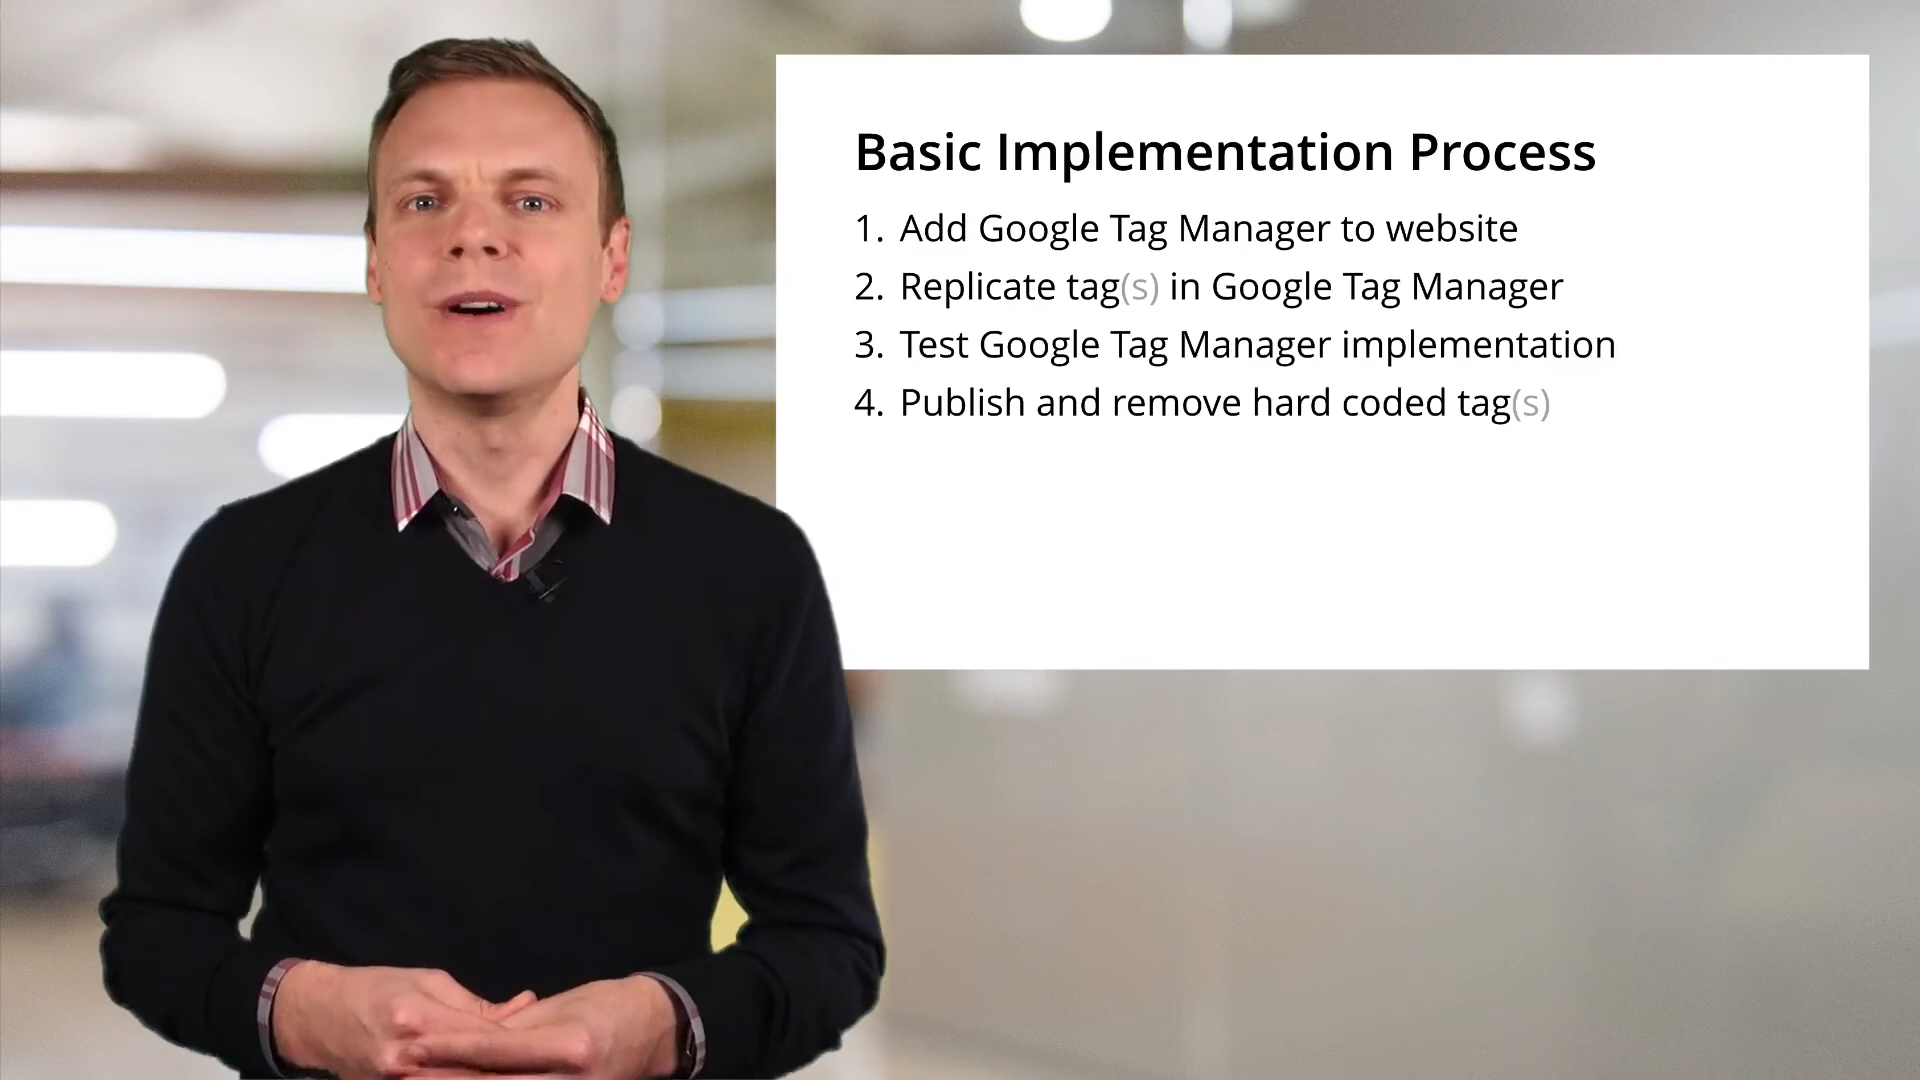 Basic Implementation Process
1. Add Google Tag Manager to website
2. Replicate tag(s) in Google Tag Manager
3. Test Google Tag Manager implementation
4. Publish and remove hard coded tag(s)